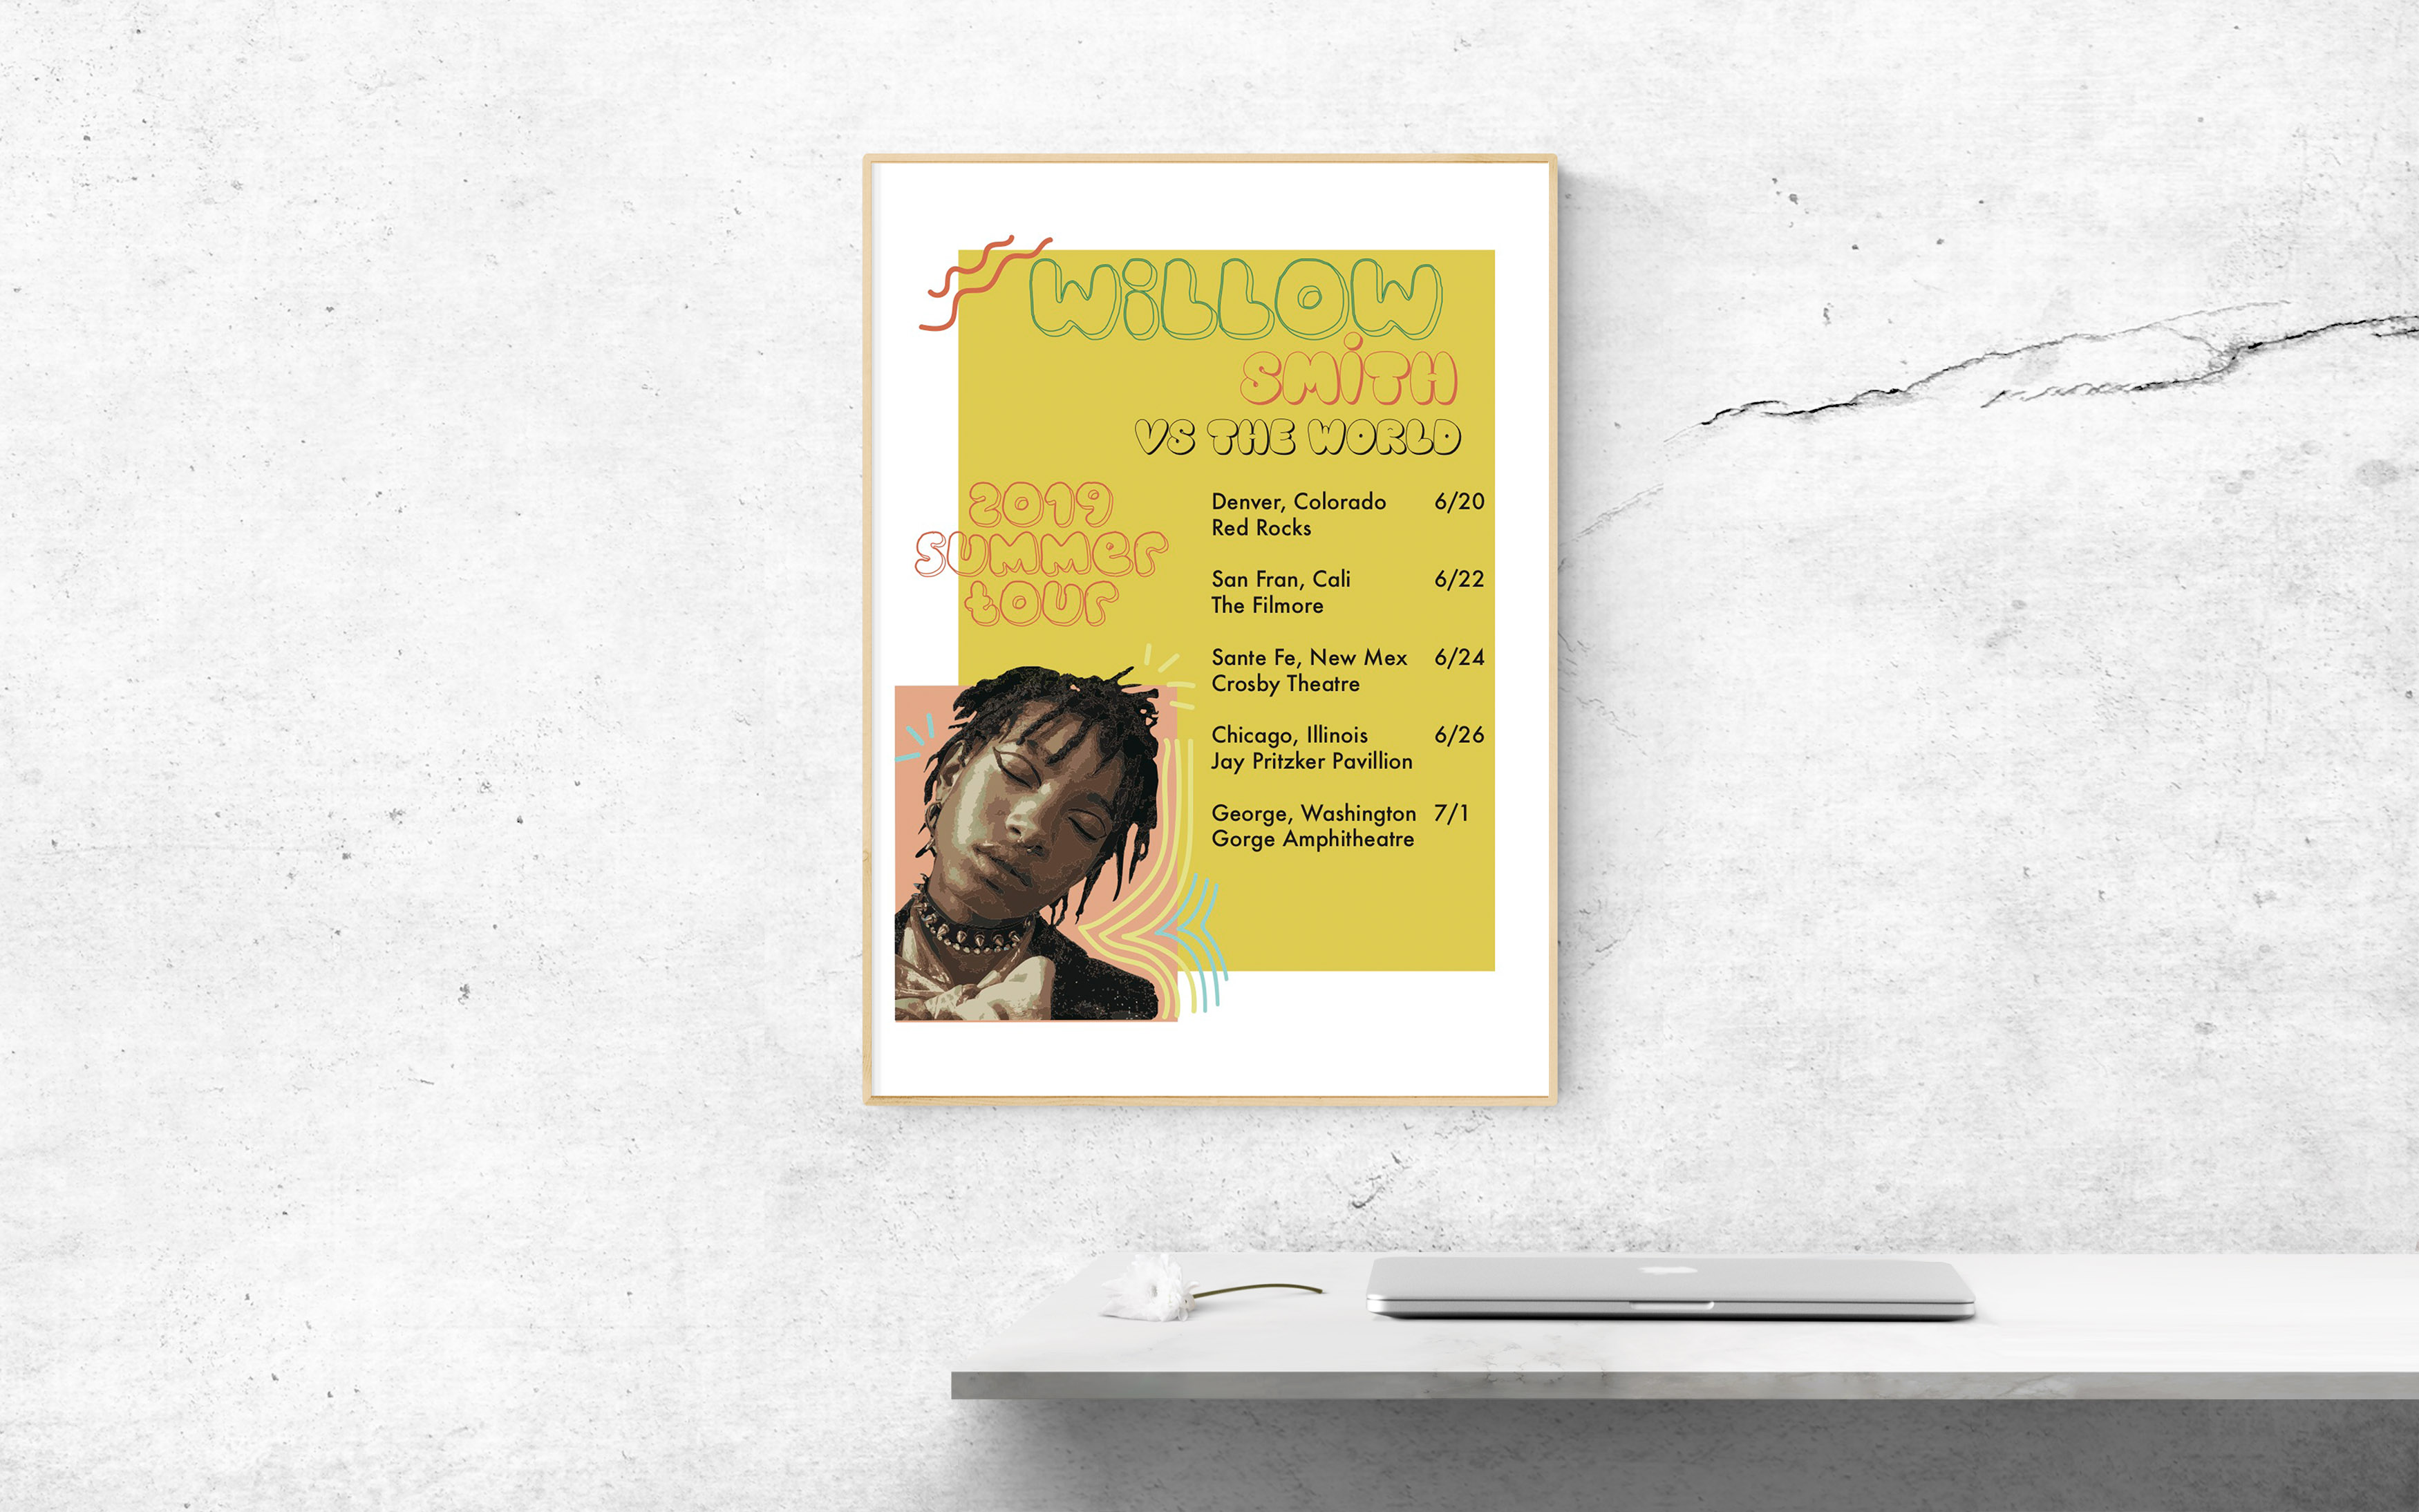 WiLLOW
SMiTH
VS THE WORLD
2019
summer
tour
Denver, Colorado 6/20
Red Rocks
San Fran, Cali 6/22
The Filmore
Sante Fe, New Mex 6/24
Crosby Theatre
Chicago, Illinois 6/26
Jay Pritzker Pavillion
George, Washington 7/1
Gorge Amphitheatre